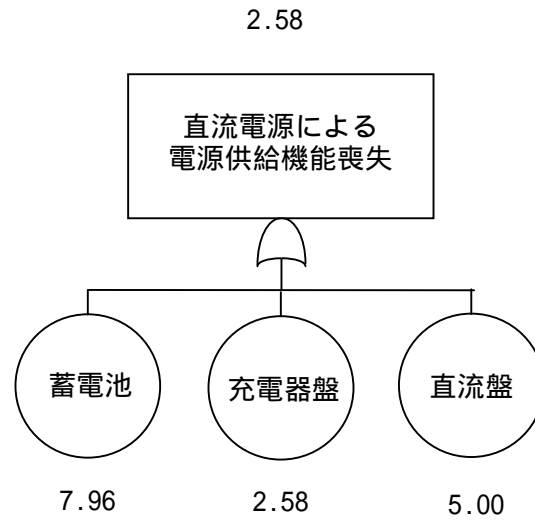 2.58
直流電源による
電源供給機能喪失
蓄電池
充電器盤
直流盤
7.96
2.58
5.00